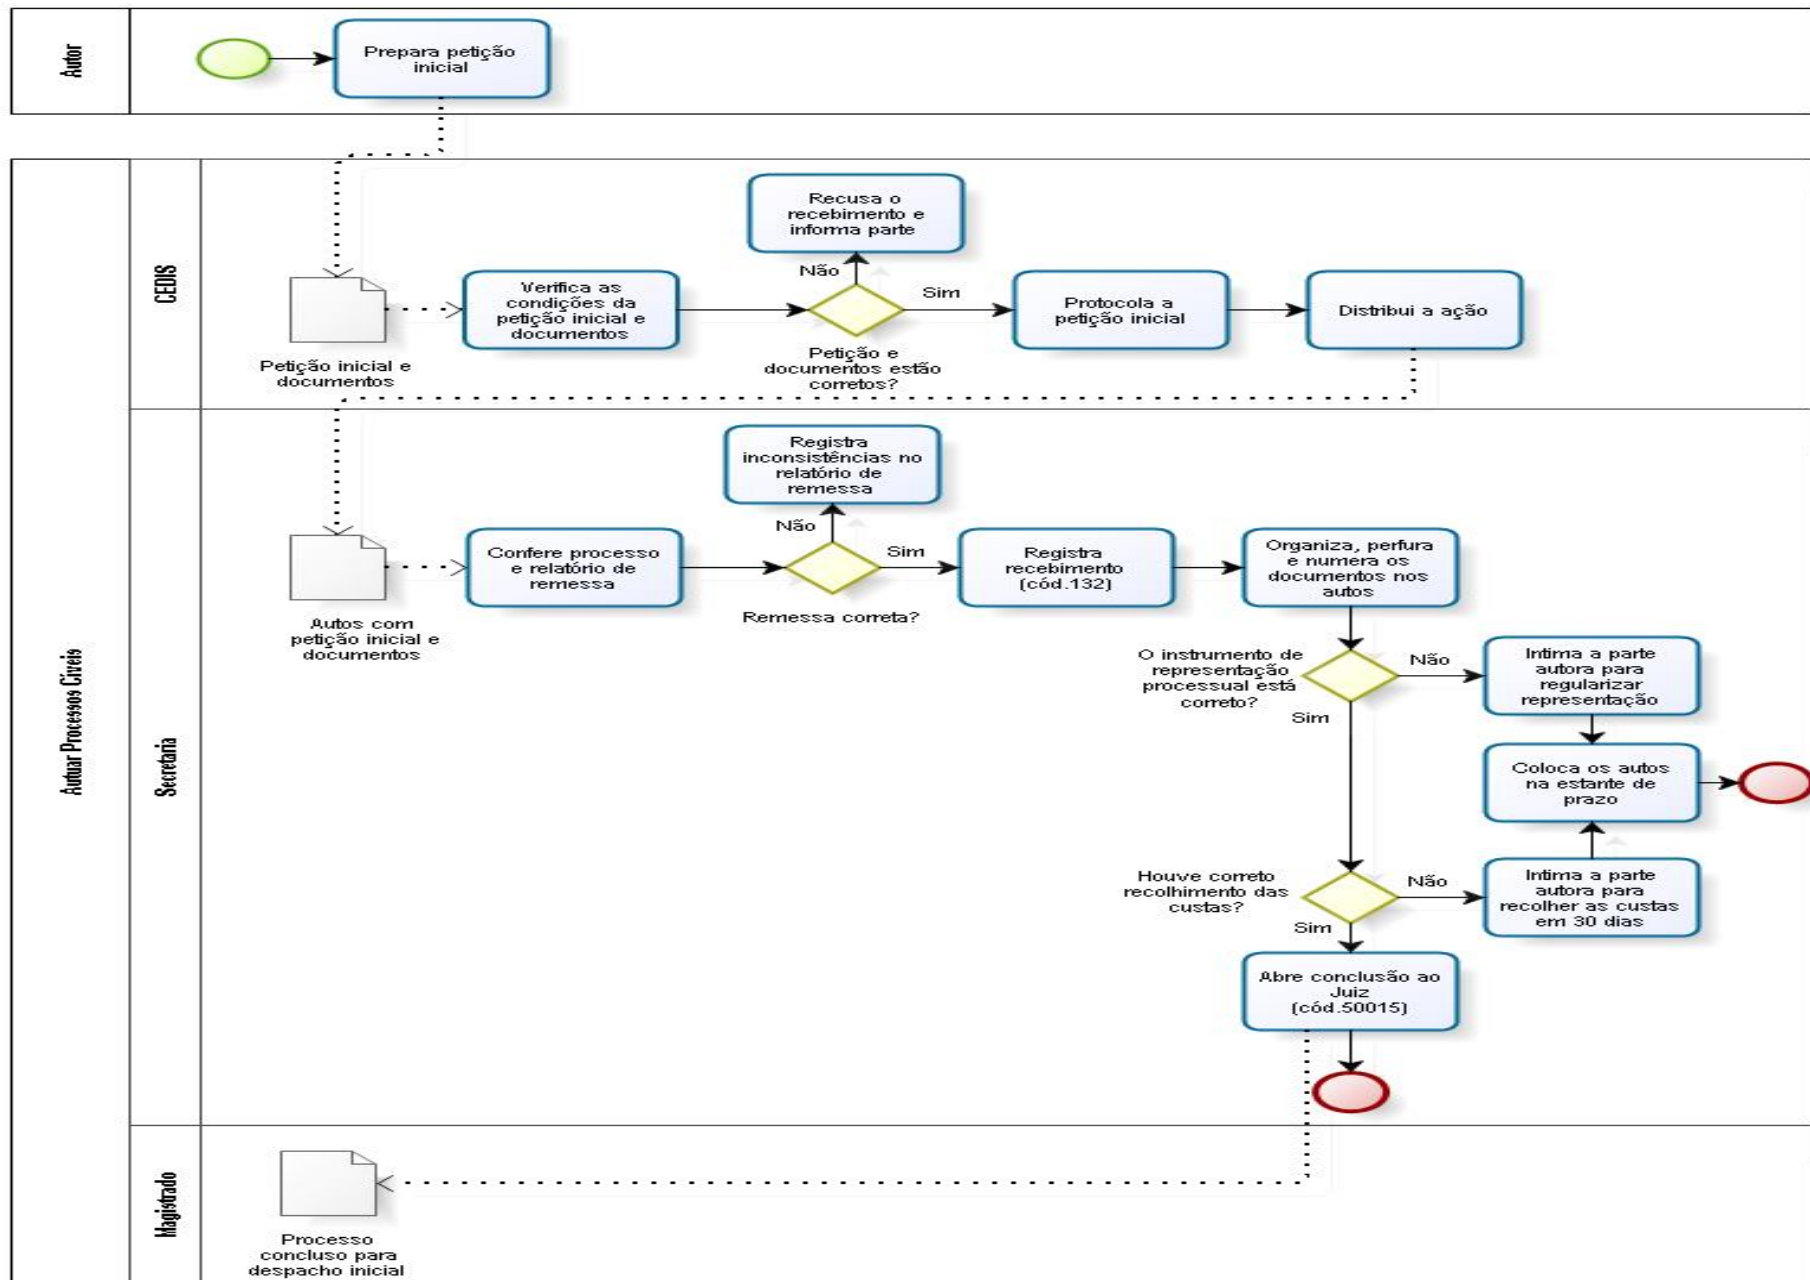 Autor
Prepara petição
inicial
Autuar Processos Cíveis
CEDIS
Recusa o
recebimento e
informa parte
Não
Sim
Verifica as
condições da
petição inicial e
documentos
Protocola a
petição inicial
Distribui a ação
Petição inicial e
documentos
Petição e
documentos estão
corretos?
Secretaria
Registra
inconsistências no
relatório de
remessa
Não
Sim
Confere processo
e relatório de
remessa
Registra
recebimento
(cód.132)
Organiza, perfura
e numera os
documentos nos
autos
Autos com
petição inicial e
documentos
Remessa correta?
O instrumento de
representação
processual está
correto?
Não
Sim
Intima a parte
autora para
regularizar
representação
Coloca os autos
na estante de
prazo
Houve correto
recolhimento das
custas?
Não
Sim
Intima a parte
autora para
recolher as custas
em 30 dias
Abre conclusão ao
Juiz
(cód.50015)
Magistrado
Processo
concluso para
despacho inicial